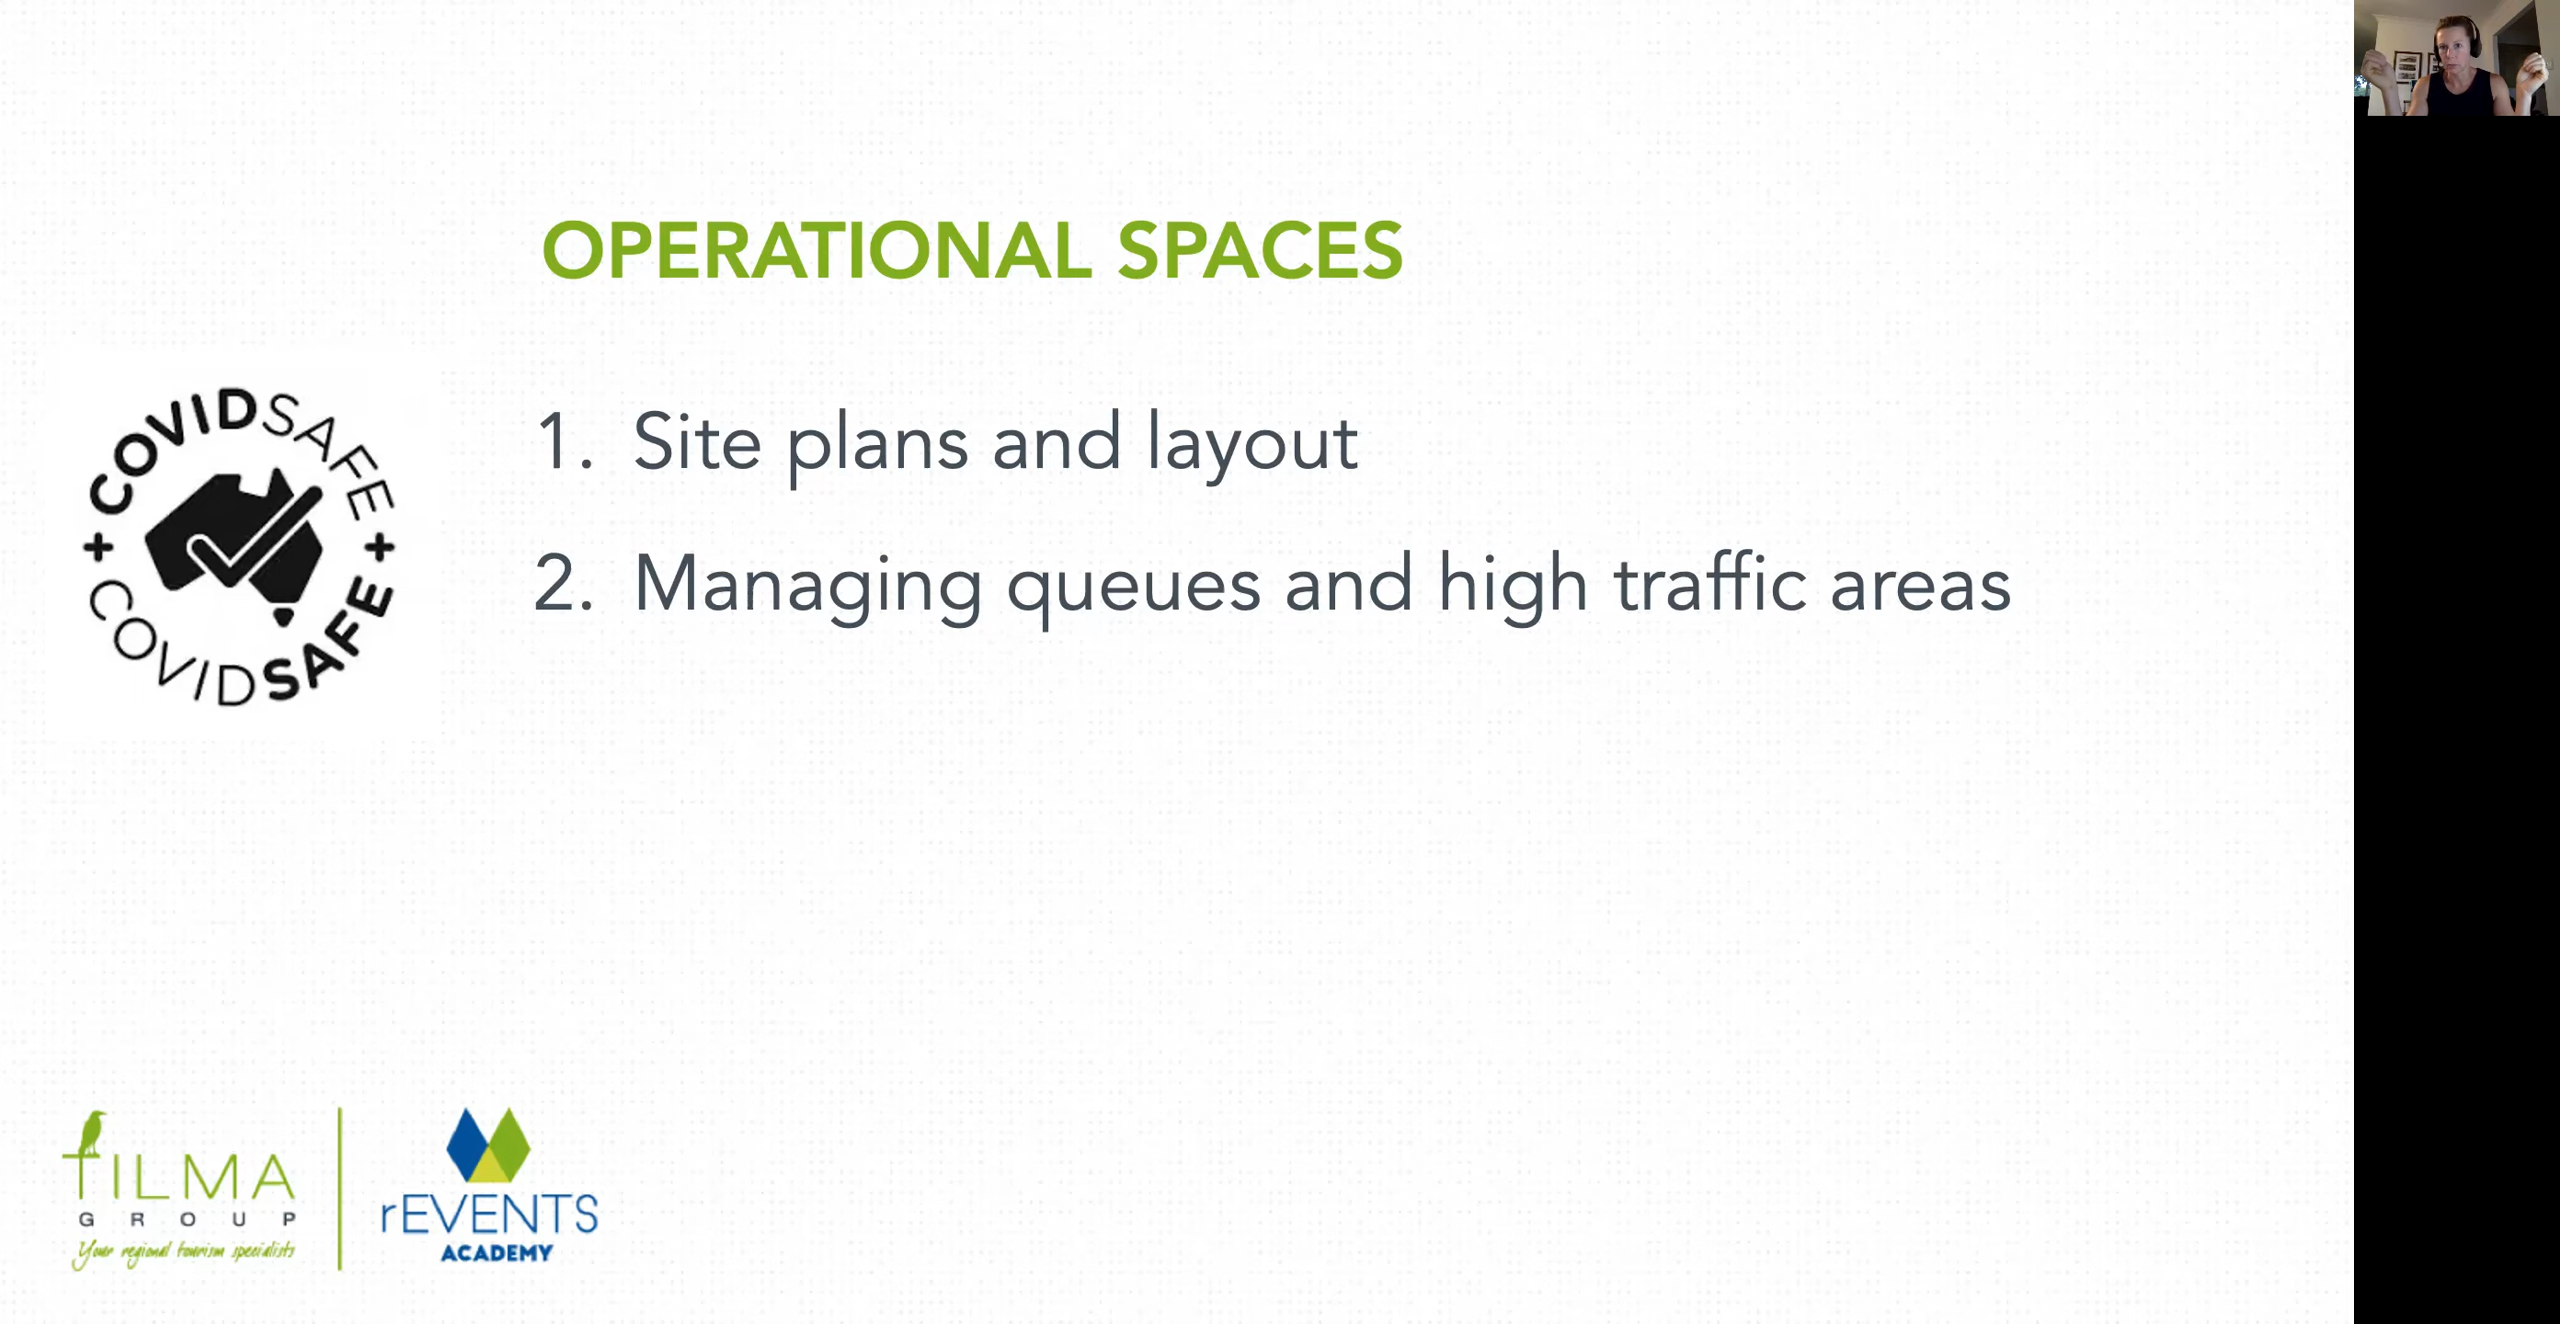 OPERATIONAL SPACES
COVIDSAFE
COVIDSAFE
1. Site plans and layout
2. Managing queues and high traffic areas
TILMA
GROUP
Your regional tourism specialists
rEVENTS
ACADEMY